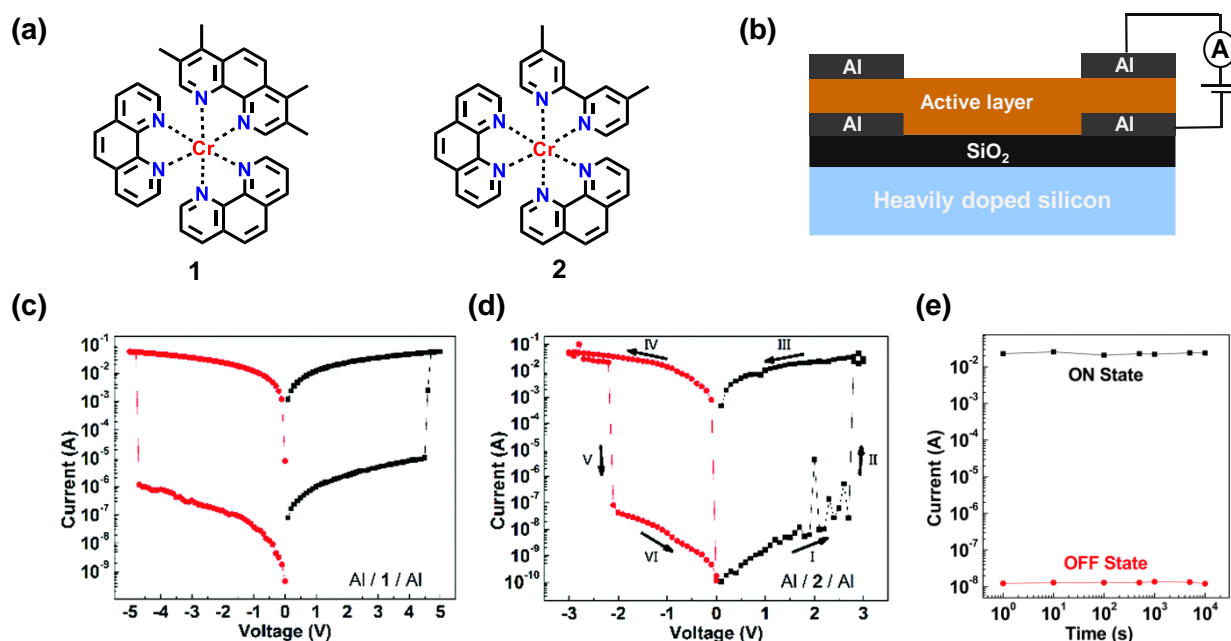 (a)
N
N
N
N
N
N
Cr
1
N
N
N
N
N
N
Cr
2
(b)
Al
Al
Active layer
Al
Al
SiO₂
Heavily doped silicon
A
(c)
Current (A)
10⁻¹
10⁻²
10⁻³
10⁻⁴
10⁻⁵
10⁻⁶
10⁻⁷
10⁻⁸
10⁻⁹
-5 -4 -3 -2 -1 0 1 2 3 4 5
Voltage (V)
Al / 1 / Al
(d)
Current (A)
10⁻¹
10⁻²
10⁻³
10⁻⁴
10⁻⁵
10⁻⁶
10⁻⁷
10⁻⁸
10⁻⁹
10⁻¹⁰
-3 -2 -1 0 1 2 3
Voltage (V)
IV
III
V
II
VI
I
Al / 2 / Al
(e)
Current (A)
10⁻¹
10⁻²
10⁻³
10⁻⁴
10⁻⁵
10⁻⁶
10⁻⁷
10⁻⁸
ON State
OFF State
10⁰ 10¹ 10² 10³ 10⁴
Time (s)